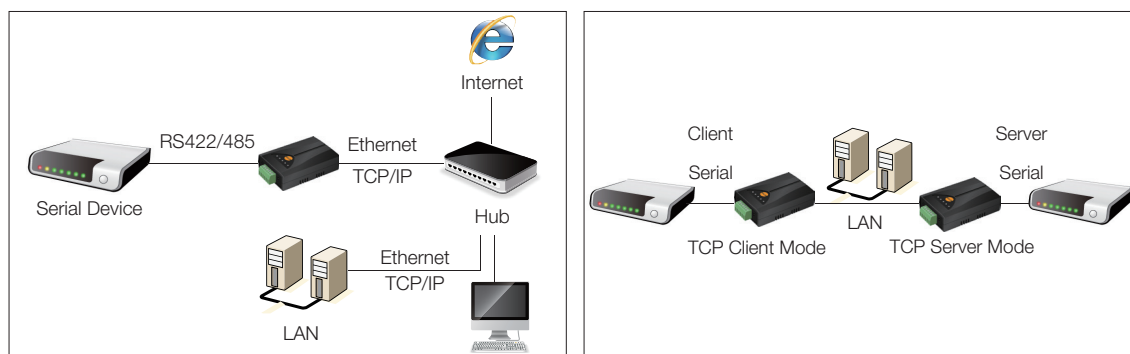 Internet
RS422/485
Ethernet
TCP/IP
Serial Device
Hub
Ethernet
TCP/IP
LAN
Client
Server
Serial
Serial
LAN
TCP Client Mode
TCP Server Mode